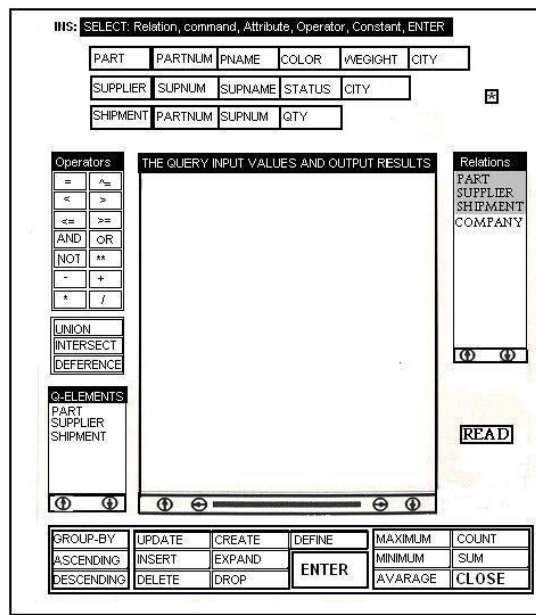 INS: SELECT: Relation, command, Attribute, Operator, Constant, ENTER
PART PARTNUM PNAME COLOR WEGIGHT CITY
SUPPLIER SUPNUM SUPNAME STATUS CITY
*
SHIPMENT PARTNUM SUPNUM QTY
Operators
= ^=
< >
<= >=
AND OR
NOT **
- +
* /
UNION
INTERSECT
DEFERENCE
Q-ELEMENTS
PART
SUPPLIER
SHIPMENT
THE QUERY INPUT VALUES AND OUTPUT RESULTS
Relations
PART
SUPPLIER
SHIPMENT
COMPANY
READ
GROUP-BY UPDATE CREATE DEFINE MAXIMUM COUNT
ASCENDING INSERT EXPAND ENTER MINIMUM SUM
DESCENDING DELETE DROP AVARAGE CLOSE